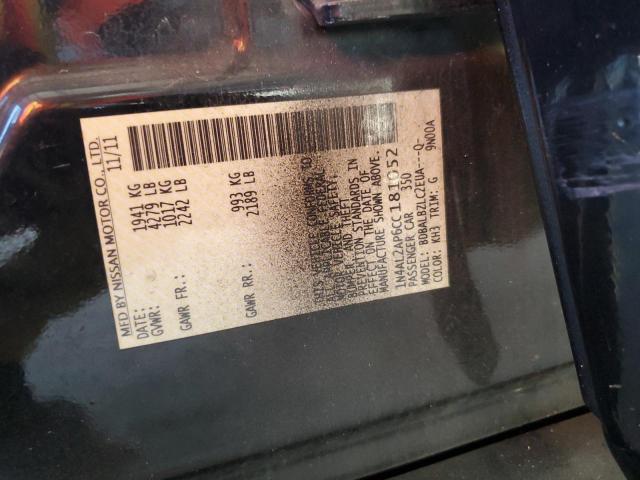 MFD BY NISSAN MOTOR CO., LTD.
DATE: 11/11
GVWR: 1941 KG
4279 LB
GAWR FR.: 1017 KG
2242 LB
GAWR RR.: 993 KG
2189 LB
THIS VEHICLE CONFORMS TO
ALL APPLICABLE FEDERAL
MOTOR VEHICLE SAFETY,
BUMPER, AND THEFT
PREVENTION STANDARDS IN
EFFECT ON THE DATE OF
MANUFACTURE SHOWN ABOVE.
1N4AL2AP6CC181052
PASSENGER CAR 350
MODEL: BDBALBZLC2EUA----Q-
COLOR: KH3 TRIM: G 9N00A